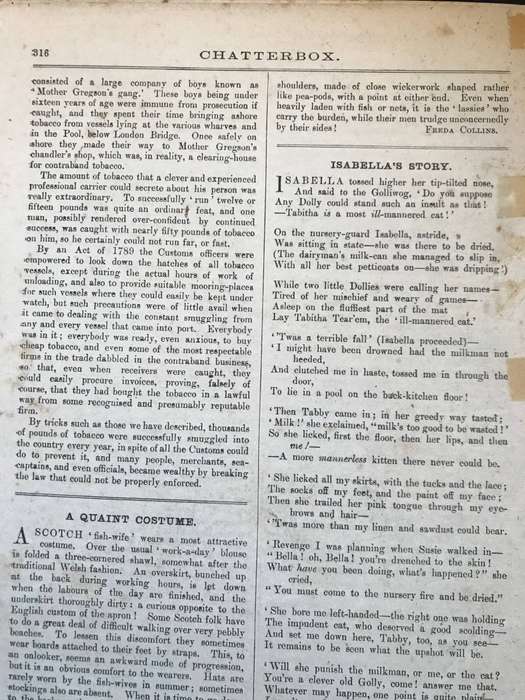 316
CHATTERBOX.
consisted of a large company of boys known as
'Mother Gregson's gang.' These boys being under
sixteen years of age were immune from prosecution if
caught, and they spent their time bringing ashore
tobacco from vessels lying at the various wharves and
in the Pool, below London Bridge. Once safely on
shore they made their way to Mother Gregson's
chandler's shop, which was, in reality, a clearing-house
for contraband tobacco.
The amount of tobacco that a clever and experienced
professional carrier could secrete about his person was
really extraordinary. To successfully 'run' twelve or
fifteen pounds was quite an ordinary feat, and one
man, possibly rendered over-confident by continued
success, was caught with nearly fifty pounds of tobacco
on him, so he certainly could not run far, or fast.
By an Act of 1789 the Customs officers were
empowered to look down the hatches of all tobacco
vessels, except during the actual hours of work of
unloading, and also to provide suitable mooring-places
for such vessels where they could easily be kept under
watch, but such precautions were of little avail when
it came to dealing with the constant smuggling from
any and every vessel that came into port. Everybody
was in it; everybody was ready, even anxious, to buy
cheap tobacco, and even some of the most respectable
firms in the trade dabbled in the contraband business,
so that, even when receivers were caught, they
could easily procure invoices, proving, falsely of
course, that they had bought the tobacco in a lawful
way from some recognised and presumably reputable
firm.
By tricks such as those we have described, thousands
of pounds of tobacco were successfully smuggled into
the country every year, in spite of all the Customs could
do to prevent it, and many people, merchants, sea-
captains, and even officials, became wealthy by breaking
the law that could not be properly enforced.
A QUAINT COSTUME.
A SCOTCH 'fish-wife' wears a most attractive
costume. Over the usual 'work-a-day' blouse
is folded a three-cornered shawl, somewhat after the
traditional Welsh fashion. An overskirt, bunched up
at the back during working hours, is let down
when the labours of the day are finished, and the
underskirt thoroughly dirty: a curious opposite to the
English custom of the apron! Some Scotch folk have
to do a great deal of difficult walking over very pebbly
beaches. To lessen this discomfort they sometimes
wear boards attached to their feet by straps. This, to
an onlooker, seems an awkward mode of progression,
but it is an obvious comfort to the wearers. Hats are
rarely worn by the fish-wives in summer; sometimes
stockings also are absent. When it is time to
shoulders, made of close wickerwork shaped rather
like pea-pods, with a point at either end. Even when
heavily laden with fish or nets, it is the 'lassies' who
carry the burden, while men trudge unconcernedly
by their sides!
FREDA COLLINS.
ISABELLA'S STORY.
ISABELLA tossed higher her tip-tilted nose,
And said to the Golliwog, 'Do you suppose
Any Dolly could stand such an insult as that!
—Tabitha is a most ill-mannered cat!'
On the nursery-guard Isabella, astride,
Was sitting in state—she was there to be dried,
(The dairyman's milk-can she managed to slip in,
With all her best petticoats on—she was dripping!)
While two little Dollies were calling her names—
Tired of her mischief and weary of games—
Asleep on the fluffiest part of the mat
Lay Tabitha Tear'em, the 'ill-mannered cat.'
''Twas a terrible fall' (Isabella proceeded)—
'I might have been drowned had the milkman not
heeded,
And clutched me in haste, tossed me in through the
door,
To lie in a pool on the back-kitchen floor!
'Then Tabby came in; in her greedy way tasted;
"Milk!" she exclaimed, "milk's too good to be wasted!"
So she licked, first the floor, then her lips, and then
me!—
—A more mannerless kitten there never could be.
'She licked all my skirts, with the tucks and the lace;
The socks off my feet, and the paint off my face;
Then she trailed her pink tongue through my eye-
brows and hair—
'Twas more than my linen and sawdust could bear.
'Revenge I was planning when Susie walked in—
"Bella! oh, Bella! you're drenched to the skin!
What have you been doing, what's happened?" she
cried,
"You must come to the nursery fire and be dried."
'She bore me left-handed—the right one was holding
The impudent cat, who deserved a good scolding—
And set me down here, Tabby, too, as you see—
It remains to be seen what the upshot will be.
'Will she punish the milkman, or me, or the cat?
You're a clever old Golly, come! answer me that.
Whatever may happen, one point is quite